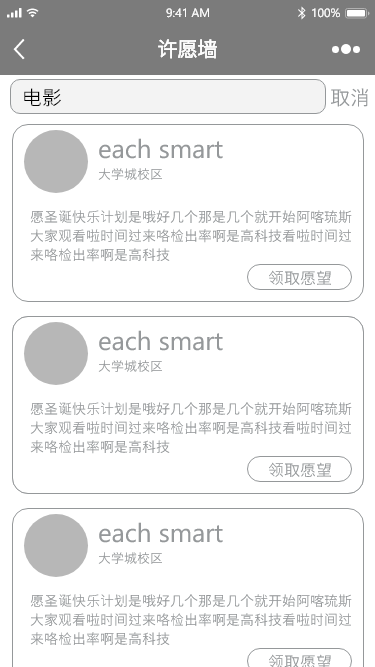 9:41 AM 100%
许愿墙
电影 取消
each smart
大学城校区
愿圣诞快乐计划是哦好几个那是几个就开始阿喀琉斯
大家观看啦时间过来咯检出率啊是高科技看啦时间过
来咯检出率啊是高科技
领取愿望
each smart
大学城校区
愿圣诞快乐计划是哦好几个那是几个就开始阿喀琉斯
大家观看啦时间过来咯检出率啊是高科技看啦时间过
来咯检出率啊是高科技
领取愿望
each smart
大学城校区
愿圣诞快乐计划是哦好几个那是几个就开始阿喀琉斯
大家观看啦时间过来咯检出率啊是高科技看啦时间过
来咯检出率啊是高科技
领取愿望